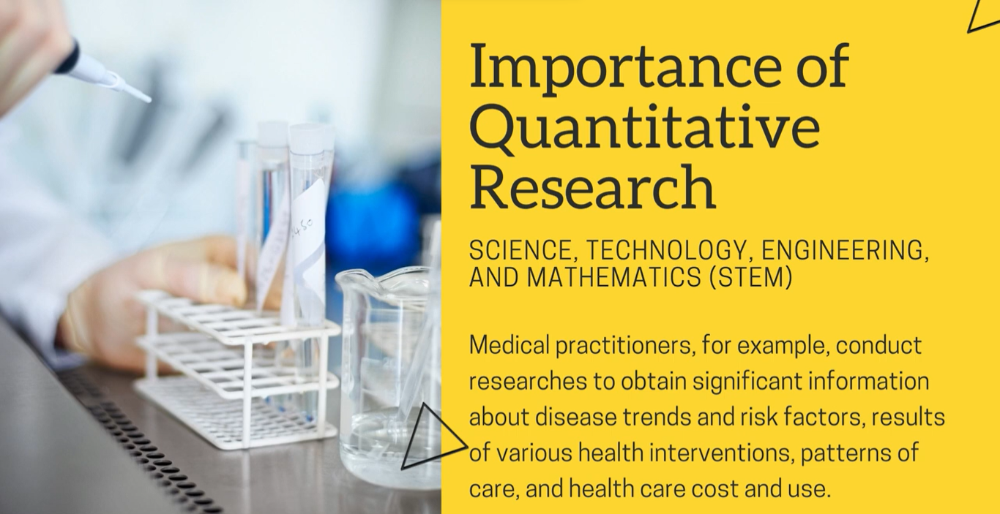 Importance of
Quantitative
Research
SCIENCE, TECHNOLOGY, ENGINEERING,
AND MATHEMATICS (STEM)
Medical practitioners, for example, conduct
researches to obtain significant information
about disease trends and risk factors, results
of various health interventions, patterns of
care, and health care cost and use.